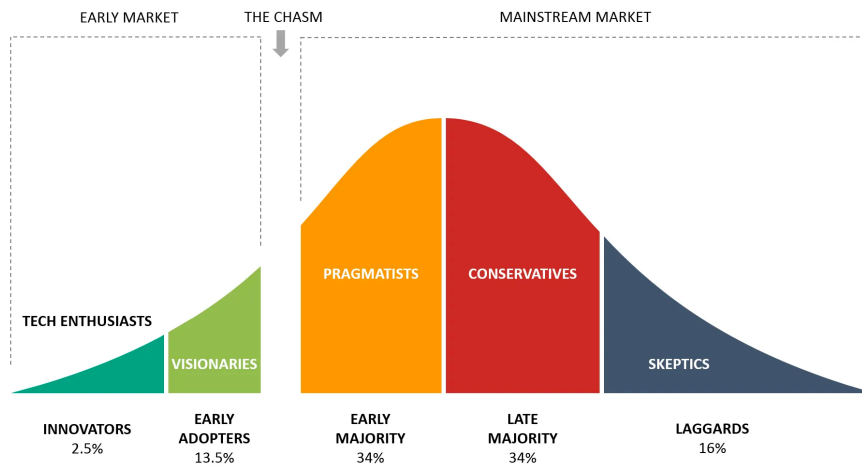 EARLY MARKET
THE CHASM
MAINSTREAM MARKET
PRAGMATISTS
CONSERVATIVES
TECH ENTHUSIASTS
VISIONARIES
SKEPTICS
INNOVATORS
2.5%
EARLY
ADOPTERS
13.5%
EARLY
MAJORITY
34%
LATE
MAJORITY
34%
LAGGARDS
16%